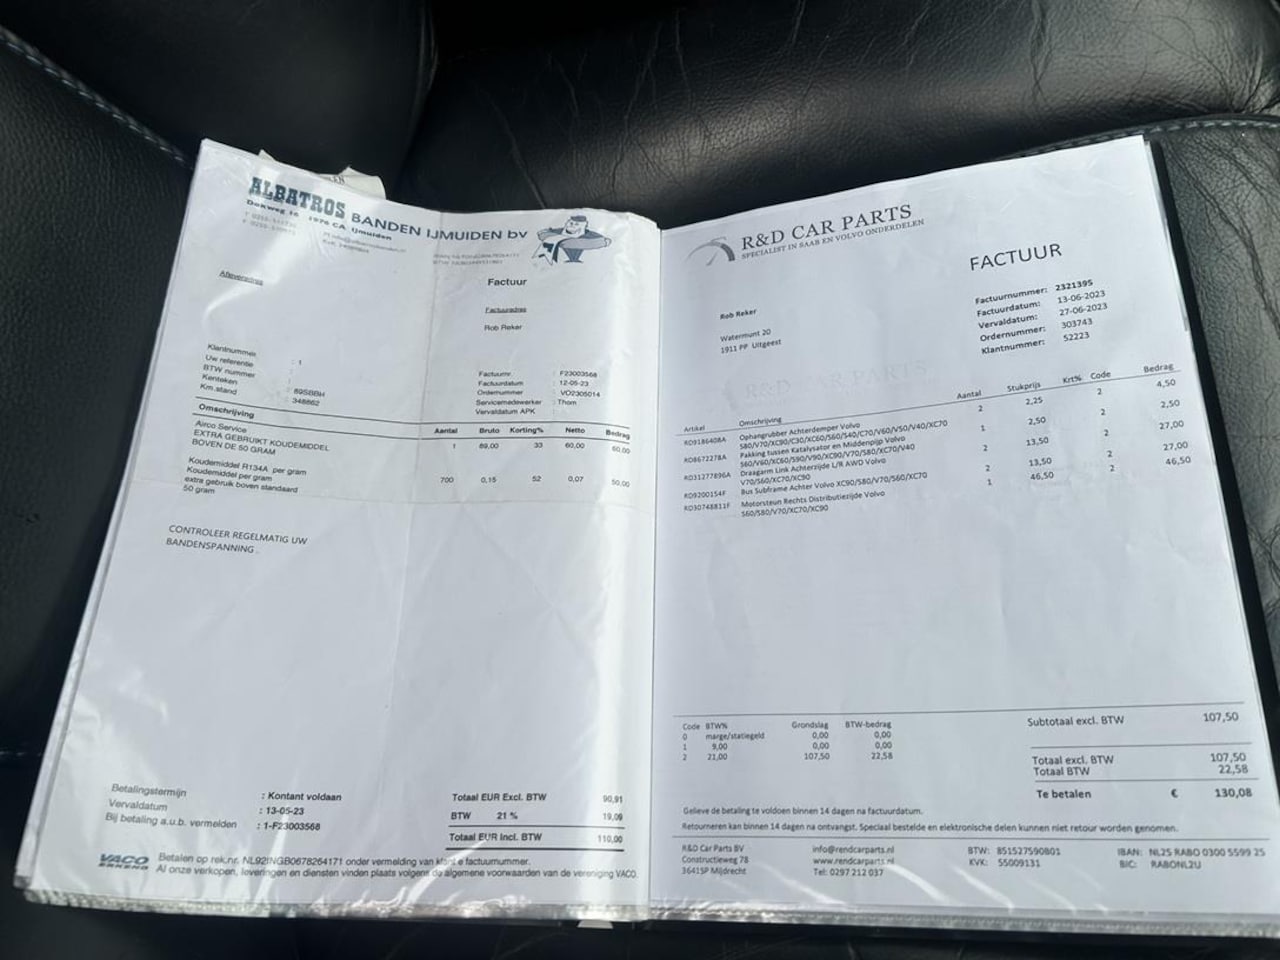 ALBATROS BANDEN IJMUIDEN bv
Dokweg 16 1976 CA IJmuiden
Afleveradres
Factuur
Factuuradres
Rob Reker
Klantnummer : 1
Uw referentie :
BTW nummer :
Kenteken : 89SBBH
Km.stand : 348862
Factuurnr. : F23003568
Factuurdatum : 12-05-23
Ordernummer : VO2305014
Servicemedewerker : Thom
Vervaldatum APK :
Omschrijving Aantal Bruto Korting% Netto Bedrag
Airco Service 1 89,00 33 60,00 60,00
EXTRA GEBRUIKT KOUDEMIDDEL
BOVEN DE 50 GRAM
Koudemiddel R134A per gram 700 0,15 52 0,07 50,00
Koudemiddel per gram
extra gebruik boven standaard
50 gram
CONTROLEER REGELMATIG UW
BANDENSPANNING .
Betalingstermijn : Kontant voldaan
Vervaldatum : 13-05-23
Bij betaling a.u.b. vermelden : 1-F23003568
Totaal EUR Excl. BTW 90,91
BTW 21 % 19,09
Totaal EUR Incl. BTW 110,00
VACO
ERKEND
Betalen op rek.nr. NL92INGB0678264171 onder vermelding van klant e factuurnummer.
Al onze verkopen, leveringen en diensten vinden plaats volgens de algemene voorwaarden van de vereniging VACO.
R&D CAR PARTS
SPECIALIST IN SAAB EN VOLVO ONDERDELEN
FACTUUR
Rob Reker
Watermunt 20
1911 PP Uitgeest
Factuurnummer: 2321395
Factuurdatum: 13-06-2023
Vervaldatum: 27-06-2023
Ordernummer: 303743
Klantnummer: 52223
R&D CAR PARTS
Artikel Omschrijving Aantal Stukprijs Krt% Code Bedrag
RD9186408A Ophangrubber Achterdemper Volvo 2 2,25 2 4,50
S80/V70/XC90/C30/XC60/S60/S40/C70/V60/V50/V40/XC70
RD8672278A Pakking tussen Katalysator en Middenpijp Volvo 1 2,50 2 2,50
S60/V60/XC60/S90/V90/XC90/V70/S80/XC70/V40
RD31277896A Draagarm Link Achterzijde L/R AWD Volvo 2 13,50 2 27,00
V70/S60/XC70/XC90
RD9200154F Bus Subframe Achter Volvo XC90/S80/V70/S60/XC70 2 13,50 2 27,00
RD30748811F Motorsteun Rechts Distributiezijde Volvo 1 46,50 2 46,50
S60/S80/V70/XC70/XC90
Code BTW% Grondslag BTW-bedrag
0 marge/statiegeld 0,00 0,00
1 9,00 0,00 0,00
2 21,00 107,50 22,58
Subtotaal excl. BTW 107,50
Totaal excl. BTW 107,50
Totaal BTW 22,58
Te betalen € 130,08
Gelieve de betaling te voldoen binnen 14 dagen na factuurdatum.
Retourneren kan binnen 14 dagen na ontvangst. Speciaal bestelde en elektronische delen kunnen niet retour worden genomen.
R&D Car Parts BV info@rendcarparts.nl BTW: 851527590B01 IBAN: NL25 RABO 0300 5599 25
Constructieweg 78 www.rendcarparts.nl KVK: 55009131 BIC: RABONL2U
3641SP Mijdrecht Tel: 0297 212 037